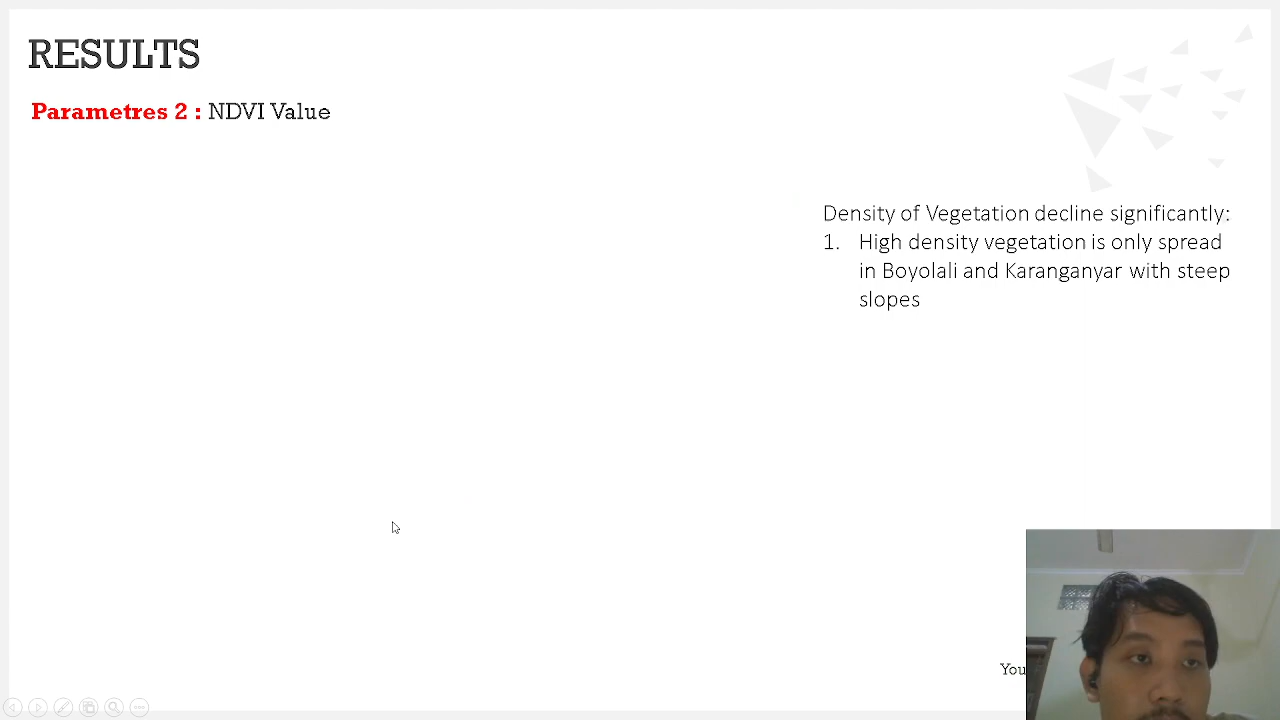 RESULTS
Parametres 2 : NDVI Value
Density of Vegetation decline significantly:
1. High density vegetation is only spread
in Boyolali and Karanganyar with steep
slopes
You